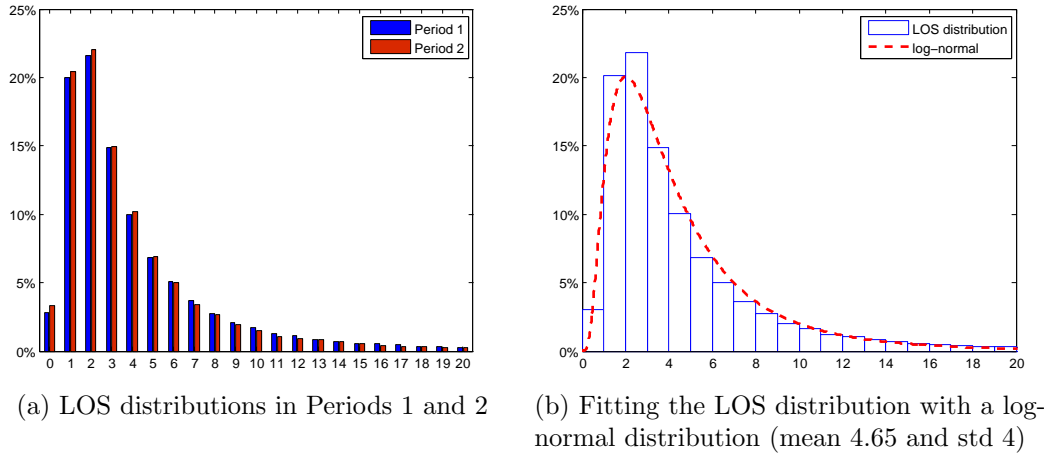 25%
20%
15%
10%
5%
0%
0 1 2 3 4 5 6 7 8 9 10 11 12 13 14 15 16 17 18 19 20
Period 1
Period 2
(a) LOS distributions in Periods 1 and 2
25%
20%
15%
10%
5%
0%
0 2 4 6 8 10 12 14 16 18 20
LOS distribution
log−normal
(b) Fitting the LOS distribution with a log-
normal distribution (mean 4.65 and std 4)